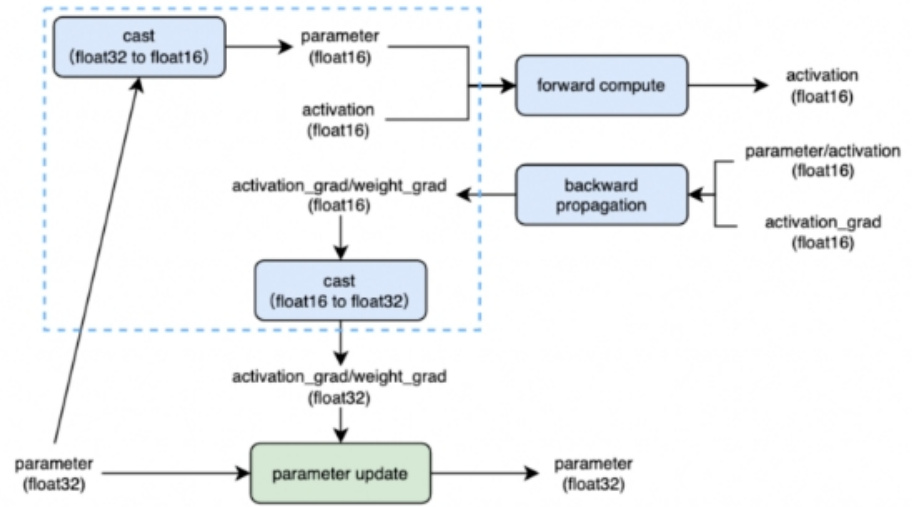 cast
(float32 to float16)
parameter
(float16)
activation
(float16)
forward compute
activation
(float16)
parameter/activation
(float16)
activation_grad
(float16)
backward
propagation
activation_grad/weight_grad
(float16)
cast
(float16 to float32)
activation_grad/weight_grad
(float32)
parameter
(float32)
parameter update
parameter
(float32)